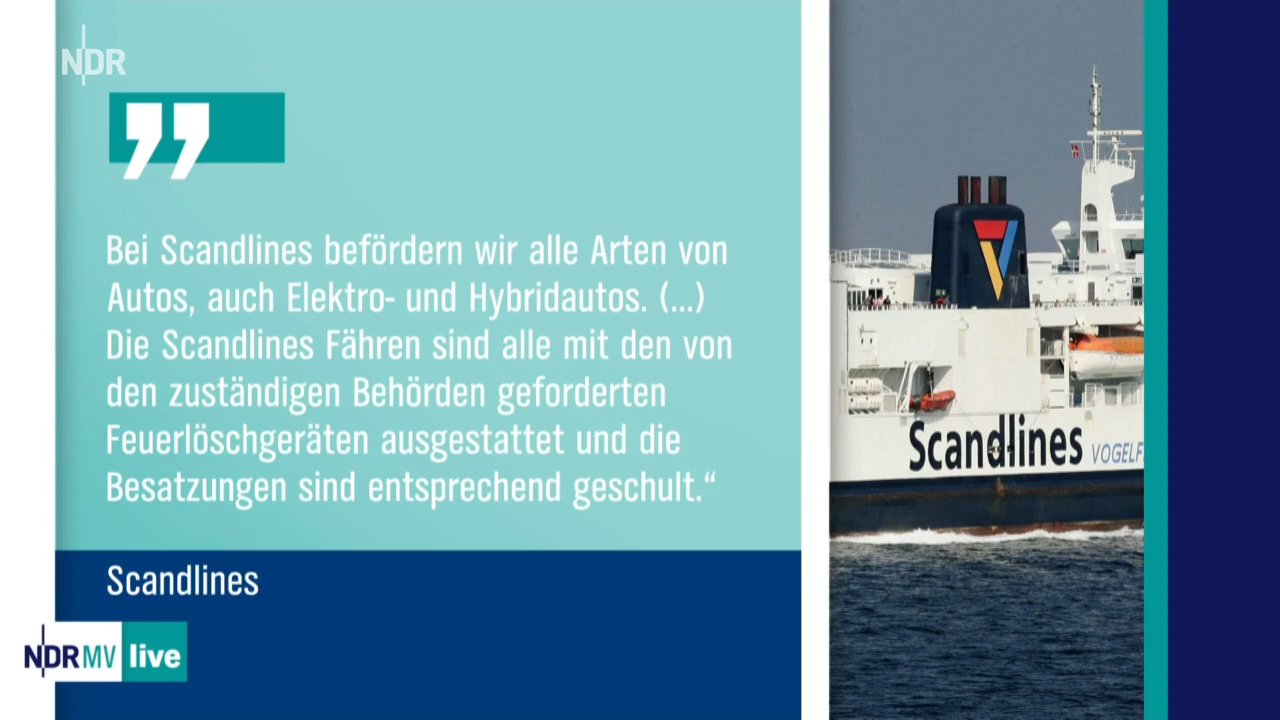 NDR
”
Bei Scandlines befördern wir alle Arten von
Autos, auch Elektro- und Hybridautos. (...)
Die Scandlines Fähren sind alle mit den von
den zuständigen Behörden geforderten
Feuerlöschgeräten ausgestattet und die
Besatzungen sind entsprechend geschult.“
Scandlines
NDR MV live
Scandlines VOGELF